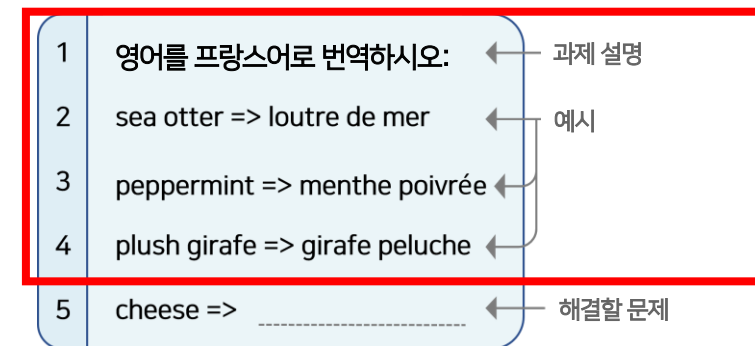 1 영어를 프랑스어로 번역하시오: 과제 설명
2 sea otter => loutre de mer 예시
3 peppermint => menthe poivrée
4 plush girafe => girafe peluche
5 cheese => 해결할 문제